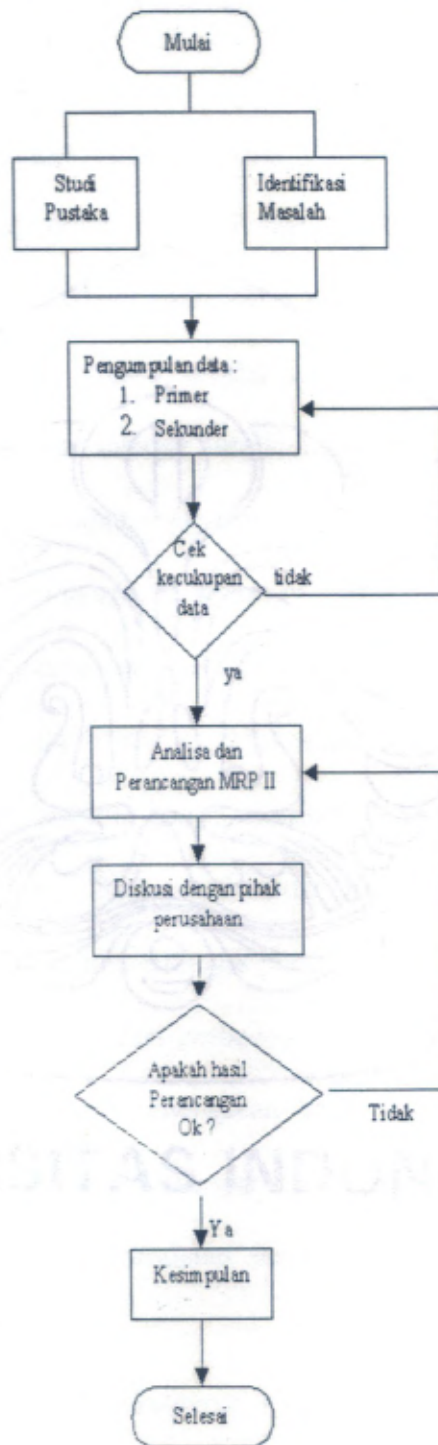 Mulai
Studi
Pustaka
Identifikasi
Masalah
Pengumpulan data :
1. Primer
2. Sekunder
Cek
kecukupan
data
tidak
ya
Analisa dan
Perancangan MRP II
Diskusi dengan pihak
perusahaan
Apakah hasil
Perancangan
Ok ?
Tidak
Ya
Kesimpulan
Selesai